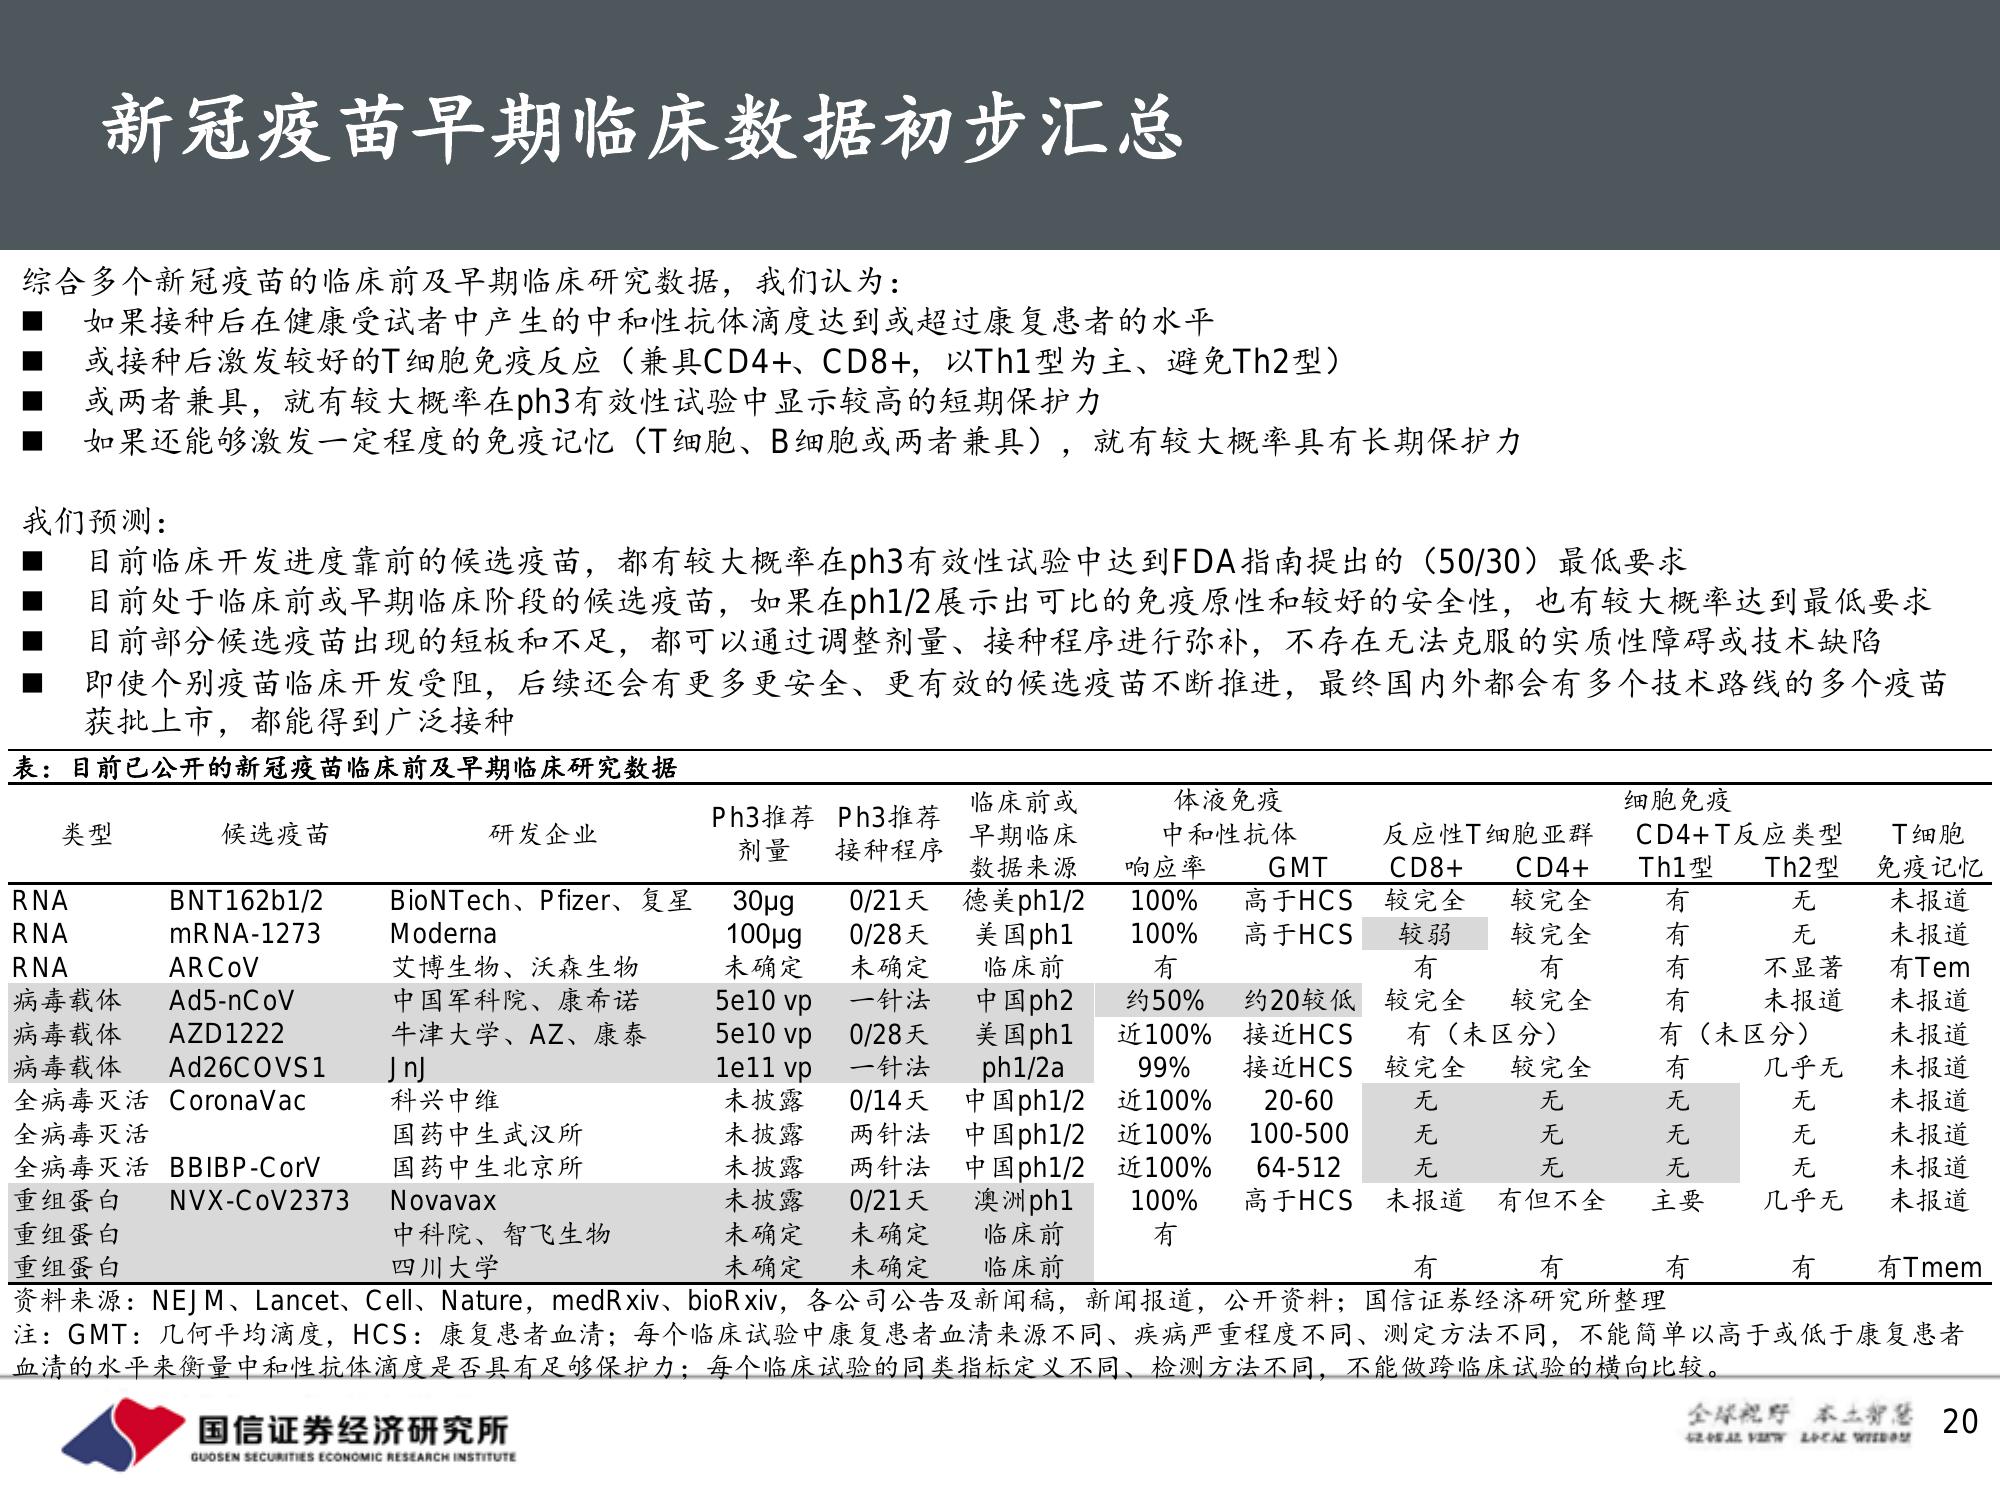 新冠疫苗早期临床数据初步汇总
综合多个新冠疫苗的临床前及早期临床研究数据，我们认为：
■ 如果接种后在健康受试者中产生的中和性抗体滴度达到或超过康复患者的水平
■ 或接种后激发较好的T细胞免疫反应（兼具CD4+、CD8+，以Th1型为主、避免Th2型）
■ 或两者兼具，就有较大概率在ph3有效性试验中显示较高的短期保护力
■ 如果还能够激发一定程度的免疫记忆（T细胞、B细胞或两者兼具），就有较大概率具有长期保护力
我们预测：
■ 目前临床开发进度靠前的候选疫苗，都有较大概率在ph3有效性试验中达到FDA指南提出的（50/30）最低要求
■ 目前处于临床前或早期临床阶段的候选疫苗，如果在ph1/2展示出可比的免疫原性和较好的安全性，也有较大概率达到最低要求
■ 目前部分候选疫苗出现的短板和不足，都可以通过调整剂量、接种程序进行弥补，不存在无法克服的实质性障碍或技术缺陷
■ 即使个别疫苗临床开发受阻，后续还会有更多更安全、更有效的候选疫苗不断推进，最终国内外都会有多个技术路线的多个疫苗
获批上市，都能得到广泛接种
表：目前已公开的新冠疫苗临床前及早期临床研究数据
临床前或 体液免疫 细胞免疫
类型 候选疫苗 研发企业 Ph3推荐 Ph3推荐 早期临床 中和性抗体 反应性T细胞亚群 CD4+T反应类型 T细胞
剂量 接种程序 数据来源 响应率 GMT CD8+ CD4+ Th1型 Th2型 免疫记忆
RNA BNT162b1/2 BioNTech、Pfizer、复星 30μg 0/21天 德美ph1/2 100% 高于HCS 较完全 较完全 有 无 未报道
RNA mRNA-1273 Moderna 100μg 0/28天 美国ph1 100% 高于HCS 较弱 较完全 有 无 未报道
RNA ARCoV 艾博生物、沃森生物 未确定 未确定 临床前 有 有 有 有 不显著 有Tem
病毒载体 Ad5-nCoV 中国军科院、康希诺 5e10 vp 一针法 中国ph2 约50% 约20较低 较完全 较完全 有 未报道 未报道
病毒载体 AZD1222 牛津大学、AZ、康泰 5e10 vp 0/28天 美国ph1 近100% 接近HCS 有（未区分） 有（未区分） 未报道
病毒载体 Ad26COVS1 JnJ 1e11 vp 一针法 ph1/2a 99% 接近HCS 较完全 较完全 有 几乎无 未报道
全病毒灭活 CoronaVac 科兴中维 未披露 0/14天 中国ph1/2 近100% 20-60 无 无 无 无 未报道
全病毒灭活 国药中生武汉所 未披露 两针法 中国ph1/2 近100% 100-500 无 无 无 无 未报道
全病毒灭活 BBIBP-CorV 国药中生北京所 未披露 两针法 中国ph1/2 近100% 64-512 无 无 无 无 未报道
重组蛋白 NVX-CoV2373 Novavax 未披露 0/21天 澳洲ph1 100% 高于HCS 未报道 有但不全 主要 几乎无 未报道
重组蛋白 中科院、智飞生物 未确定 未确定 临床前 有
重组蛋白 四川大学 未确定 未确定 临床前 有 有 有 有 有Tmem
资料来源：NEJM、Lancet、Cell、Nature，medRxiv、bioRxiv，各公司公告及新闻稿，新闻报道，公开资料；国信证券经济研究所整理
注：GMT：几何平均滴度，HCS：康复患者血清；每个临床试验中康复患者血清来源不同、疾病严重程度不同、测定方法不同，不能简单以高于或低于康复患者
血清的水平来衡量中和性抗体滴度是否具有足够保护力；每个临床试验的同类指标定义不同、检测方法不同，不能做跨临床试验的横向比较。
国信证券经济研究所
GUOSEN SECURITIES ECONOMIC RESEARCH INSTITUTE
全球视野 本土智慧
GLOBAL VIEW LOCAL WISDOM
20